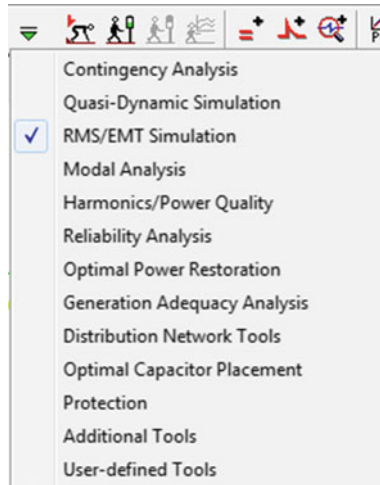 Contingency Analysis
Quasi-Dynamic Simulation
RMS/EMT Simulation
Modal Analysis
Harmonics/Power Quality
Reliability Analysis
Optimal Power Restoration
Generation Adequacy Analysis
Distribution Network Tools
Optimal Capacitor Placement
Protection
Additional Tools
User-defined Tools